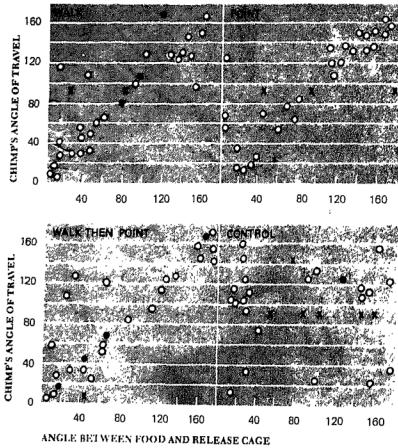 WALK POINT
160
120
80
40
0
CHIMP'S ANGLE OF TRAVEL
40 80 120 160 40 80 120 160
WALK THEN POINT CONTROL
160
120
80
40
0
CHIMP'S ANGLE OF TRAVEL
40 80 120 160 40 80 120 160
ANGLE BETWEEN FOOD AND RELEASE CAGE